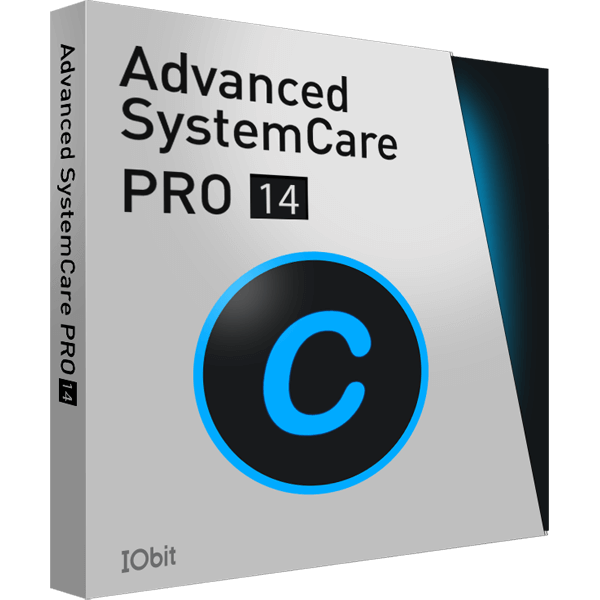 Advanced
SystemCare
PRO 14
Advanced SystemCare PRO 14
IObit